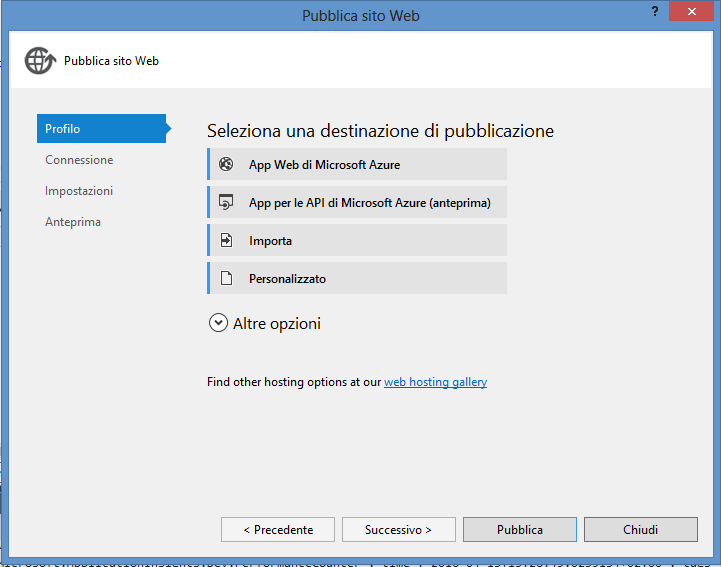 Pubblica sito Web
?
Pubblica sito Web
Profilo
Connessione
Impostazioni
Anteprima
Seleziona una destinazione di pubblicazione
App Web di Microsoft Azure
App per le API di Microsoft Azure (anteprima)
Importa
Personalizzato
Altre opzioni
Find other hosting options at our web hosting gallery
< Precedente
Successivo >
Pubblica
Chiudi